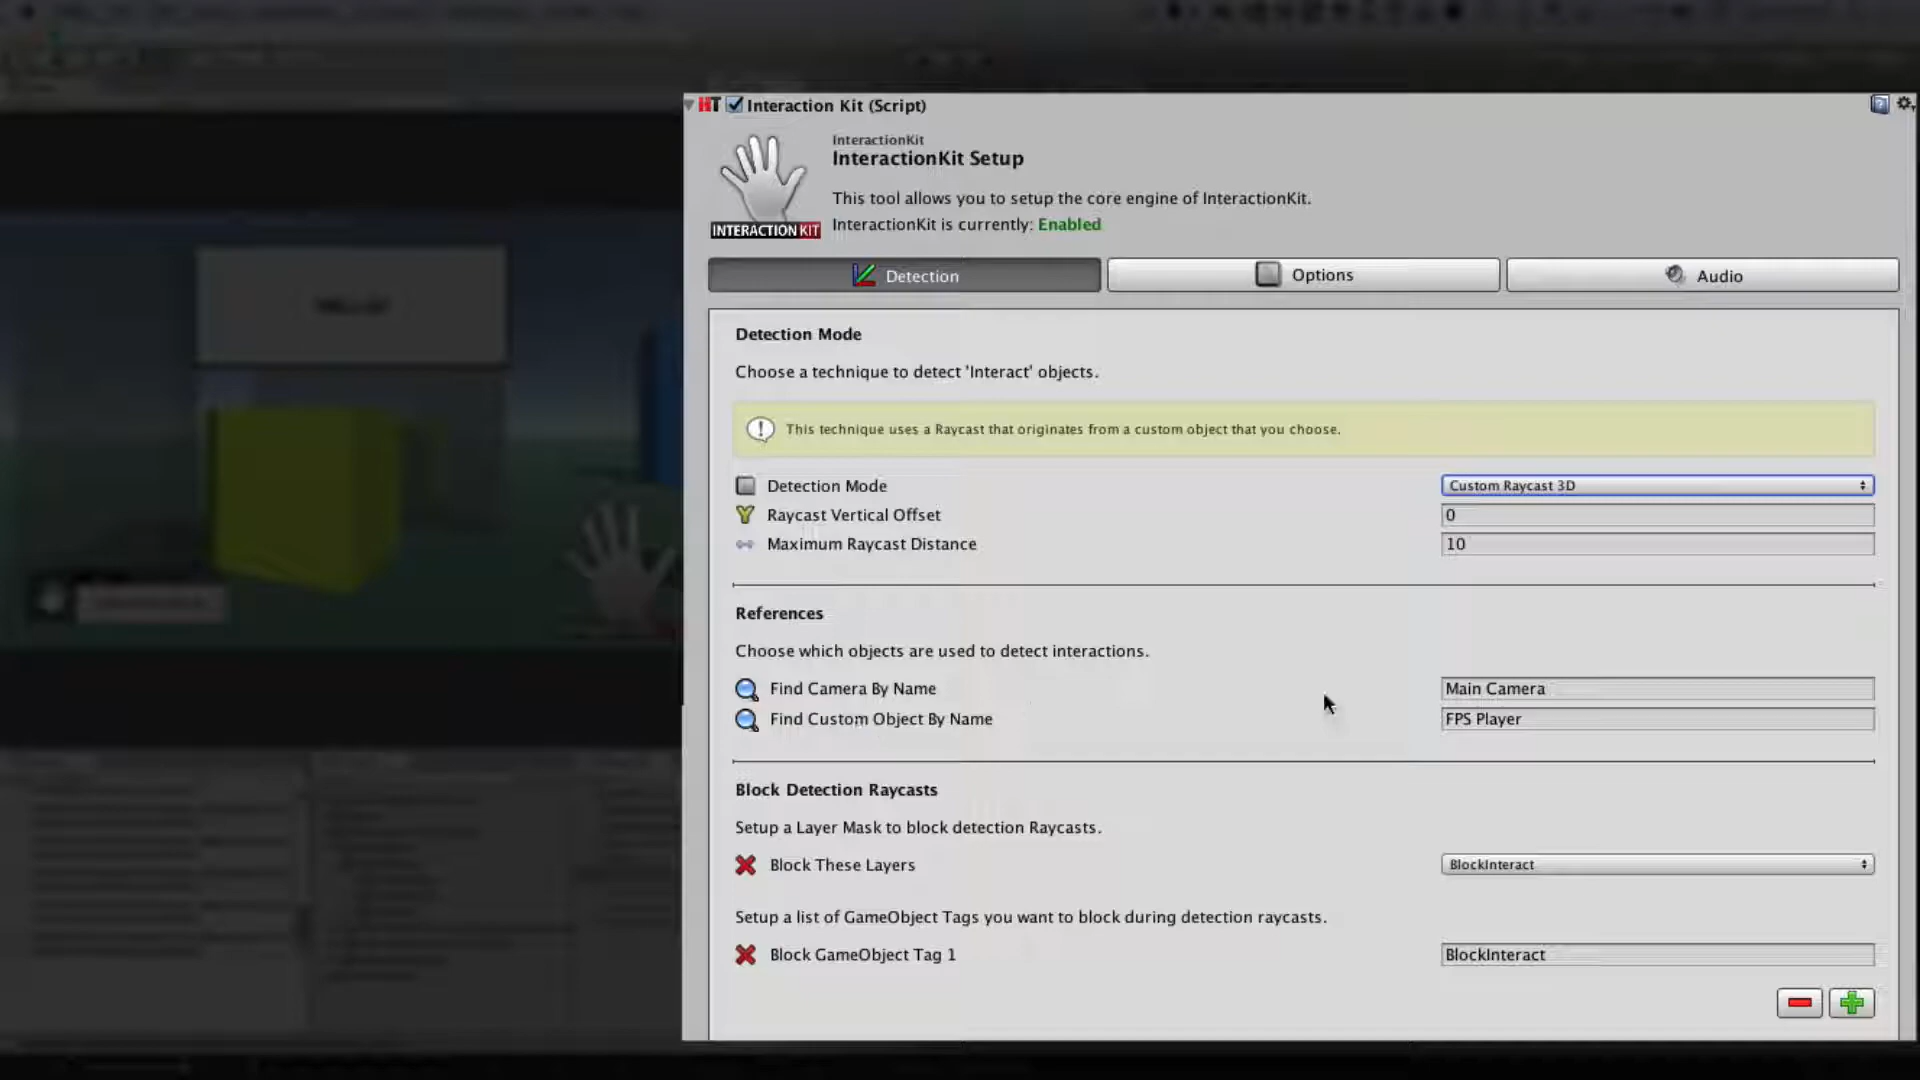 HT Interaction Kit (Script)
InteractionKit
InteractionKit Setup
This tool allows you to setup the core engine of InteractionKit.
INTERACTION KIT
InteractionKit is currently: Enabled
Detection
Options
Audio
Detection Mode
Choose a technique to detect 'Interact' objects.
This technique uses a Raycast that originates from a custom object that you choose.
Detection Mode
Custom Raycast 3D
Raycast Vertical Offset
0
Maximum Raycast Distance
10
References
Choose which objects are used to detect interactions.
Find Camera By Name
Main Camera
Find Custom Object By Name
FPS Player
Block Detection Raycasts
Setup a Layer Mask to block detection Raycasts.
Block These Layers
BlockInteract
Setup a list of GameObject Tags you want to block during detection raycasts.
Block GameObject Tag 1
BlockInteract